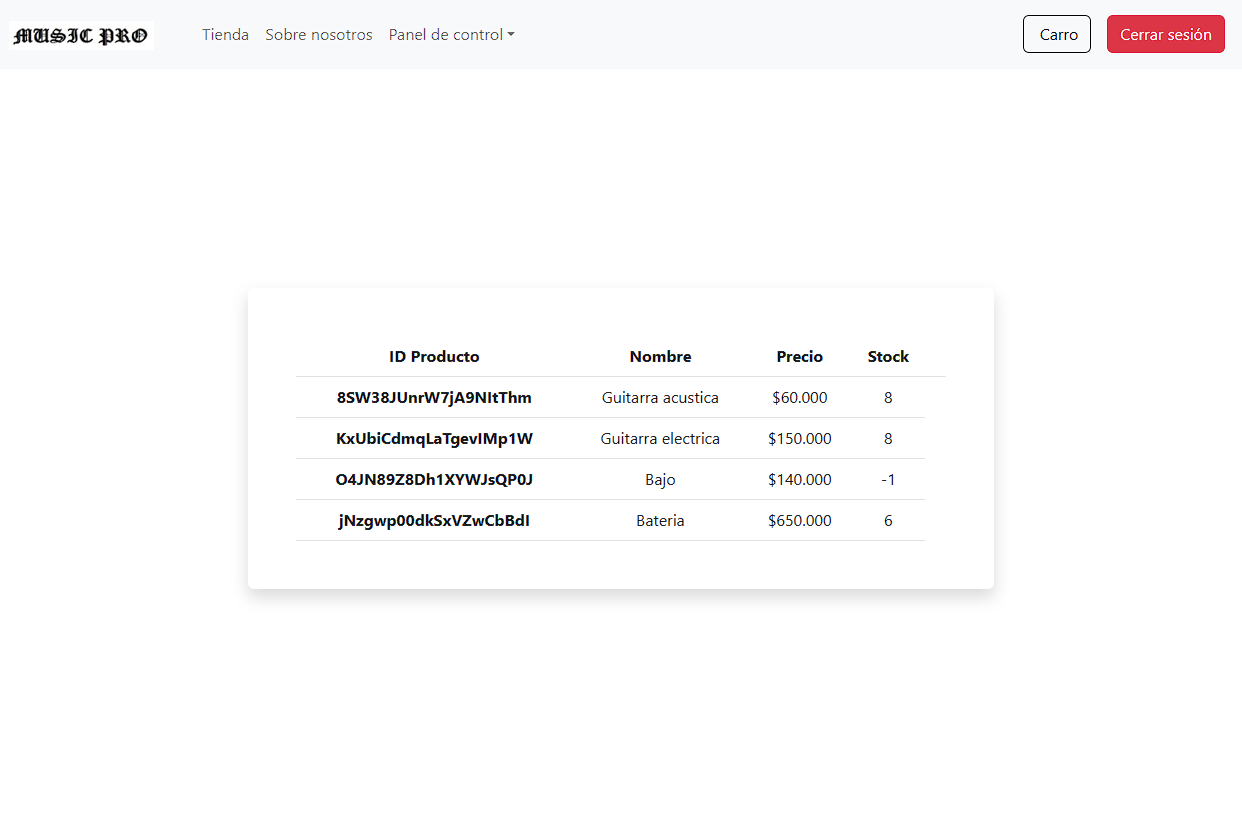 MUSIC PRO Tienda Sobre nosotros Panel de control Carro Cerrar sesión
ID Producto Nombre Precio Stock
8SW38JUnrW7jA9NItThm Guitarra acustica $60.000 8
KxUbiCdmqLaTgevIMp1W Guitarra electrica $150.000 8
O4JN89Z8Dh1XYWJsQP0J Bajo $140.000 -1
jNzgwp00dkSxVZwCbBdI Bateria $650.000 6